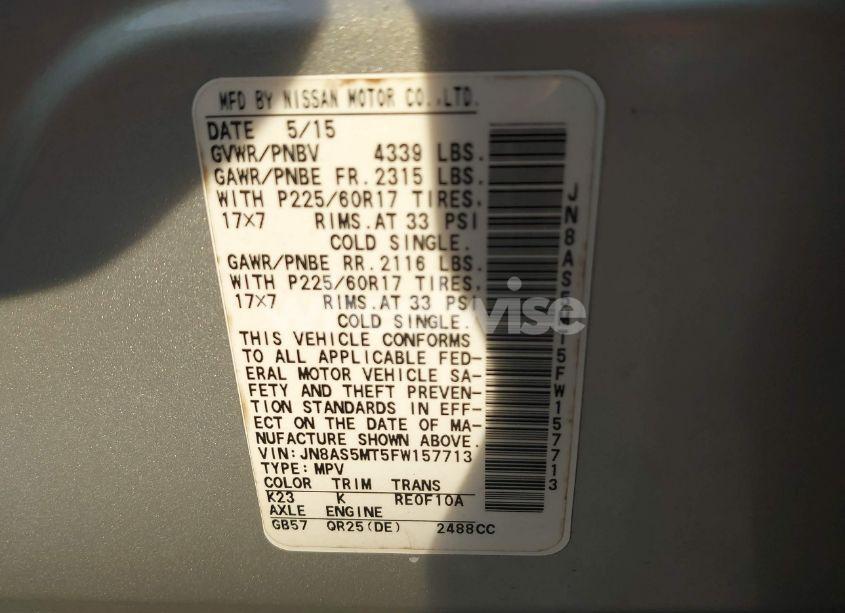 MFD BY NISSAN MOTOR CO.,LTD.
DATE 5/15
GVWR/PNBV 4339 LBS.
GAWR/PNBE FR. 2315 LBS.
WITH P225/60R17 TIRES.
17×7 RIMS.AT 33 PSI
COLD SINGLE.
GAWR/PNBE RR. 2116 LBS.
WITH P225/60R17 TIRES.
17×7 RIMS.AT 33 PSI
COLD SINGLE.
THIS VEHICLE CONFORMS
TO ALL APPLICABLE FED-
ERAL MOTOR VEHICLE SA-
FETY AND THEFT PREVEN-
TION STANDARDS IN EFF-
ECT ON THE DATE OF MA-
NUFACTURE SHOWN ABOVE.
VIN: JN8AS5MT5FW157713
TYPE: MPV
COLOR TRIM TRANS
K23 K RE0F10A
AXLE ENGINE
GB57 QR25(DE) 2488CC
JN8AS5MT5FW157713